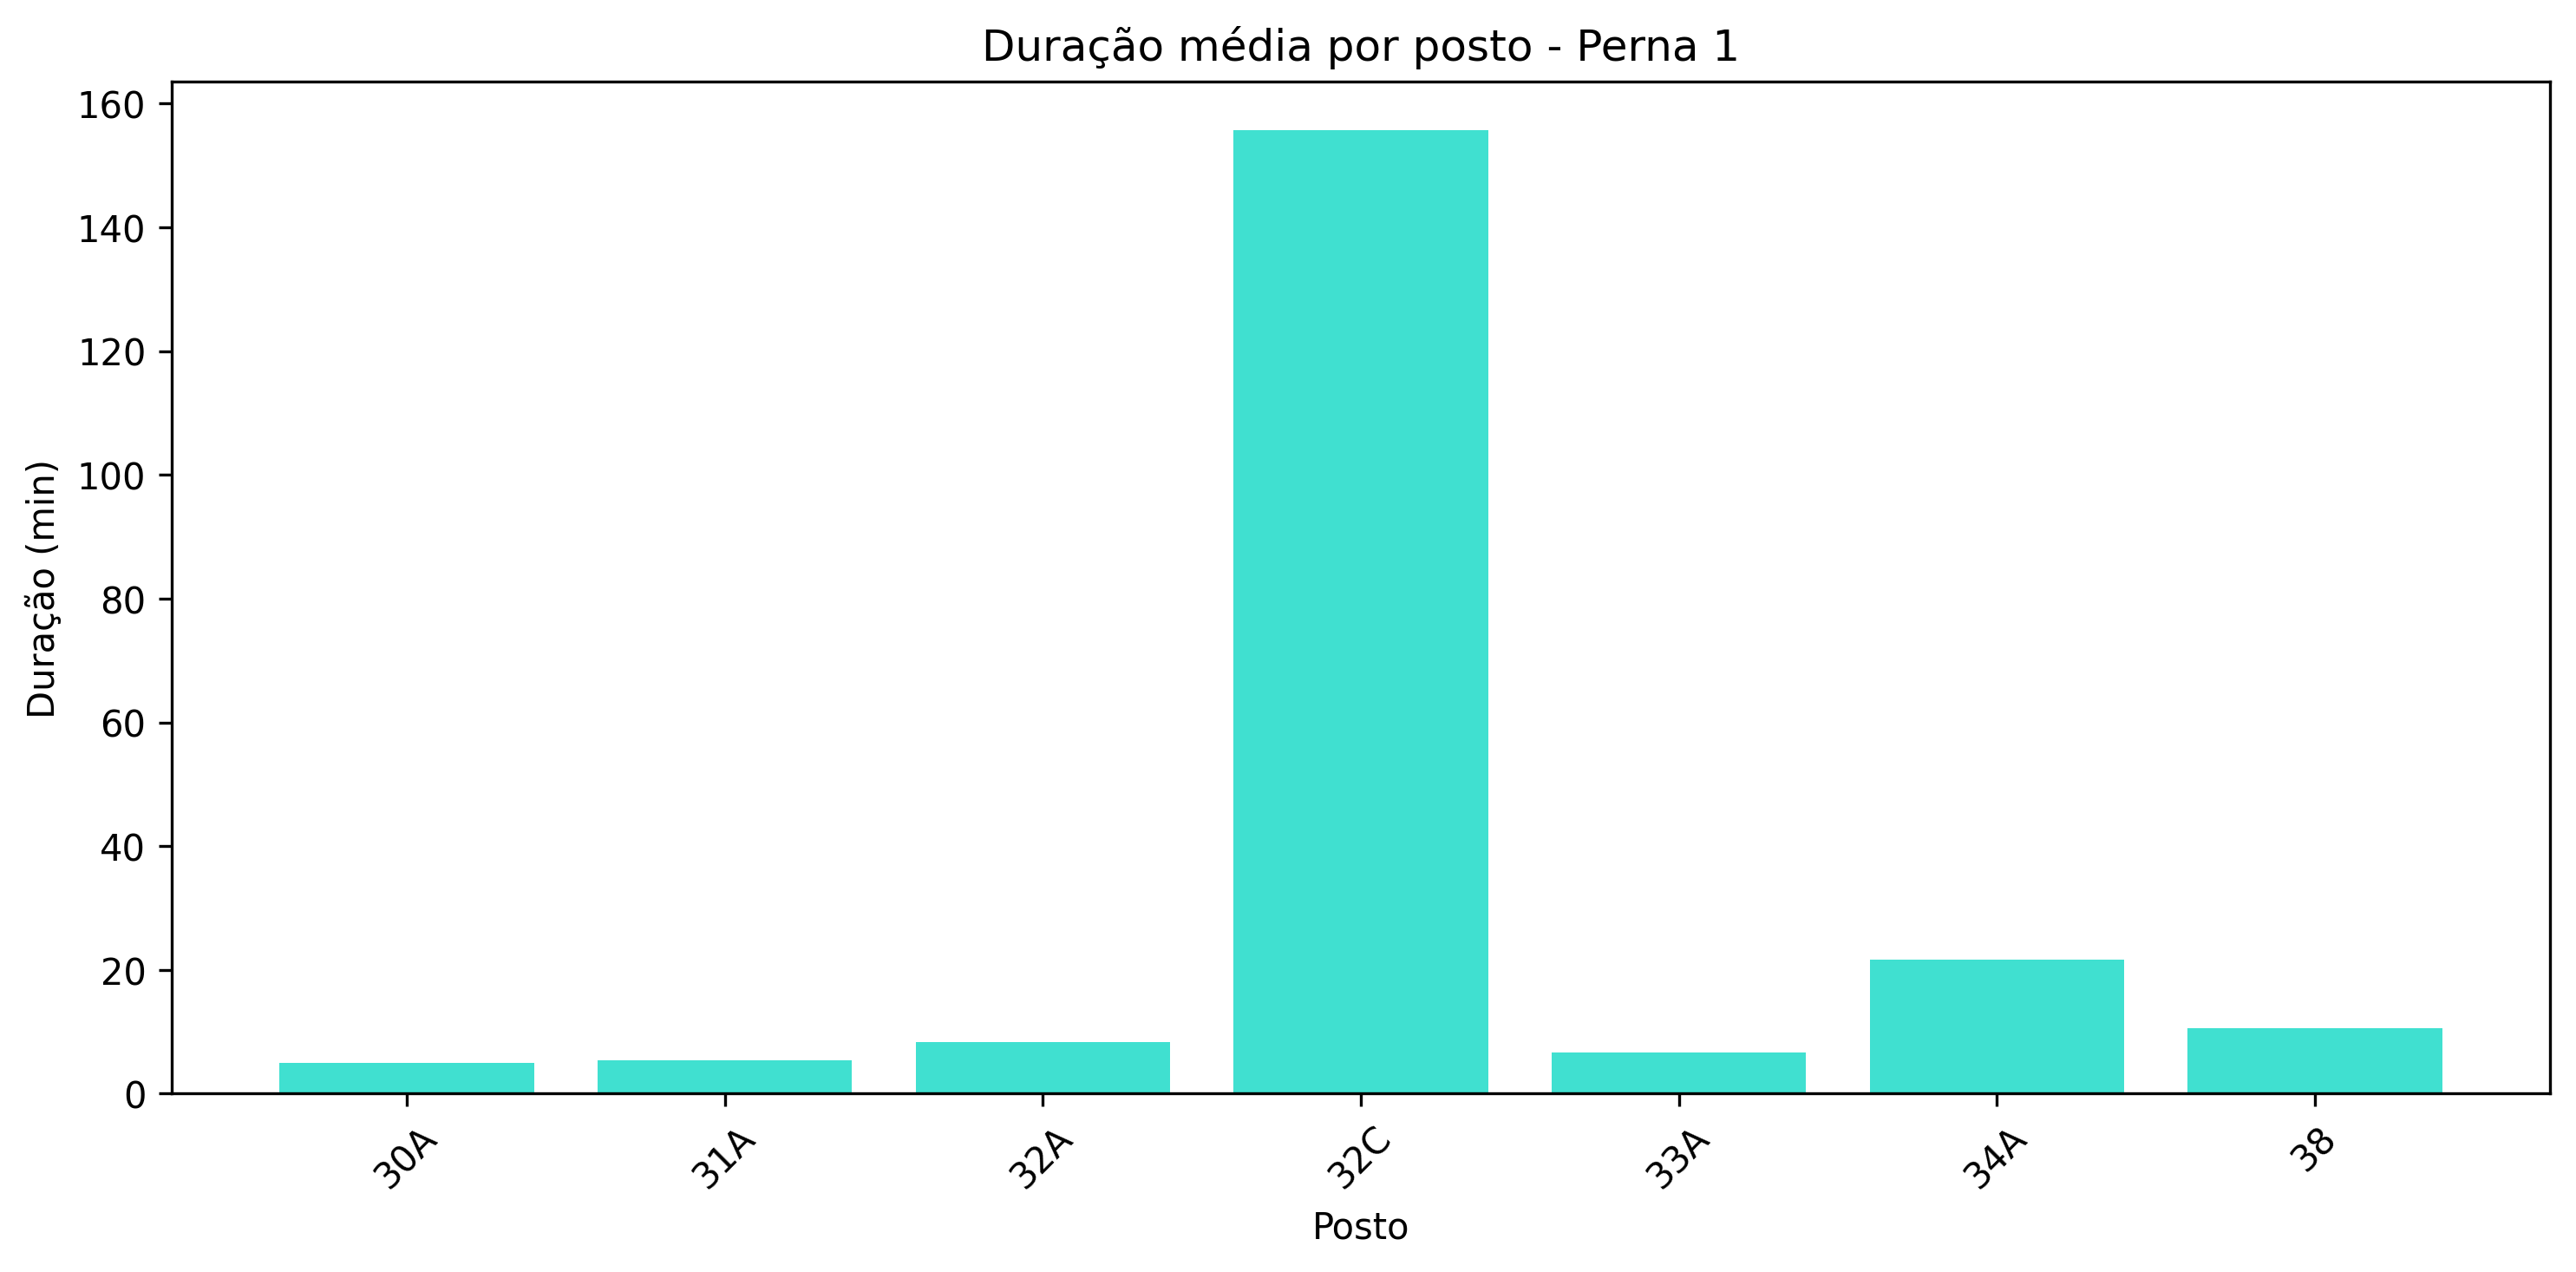 Duração média por posto - Perna 1
Duração (min)
160
140
120
100
80
60
40
20
0
30A
31A
32A
32C
33A
34A
38
Posto